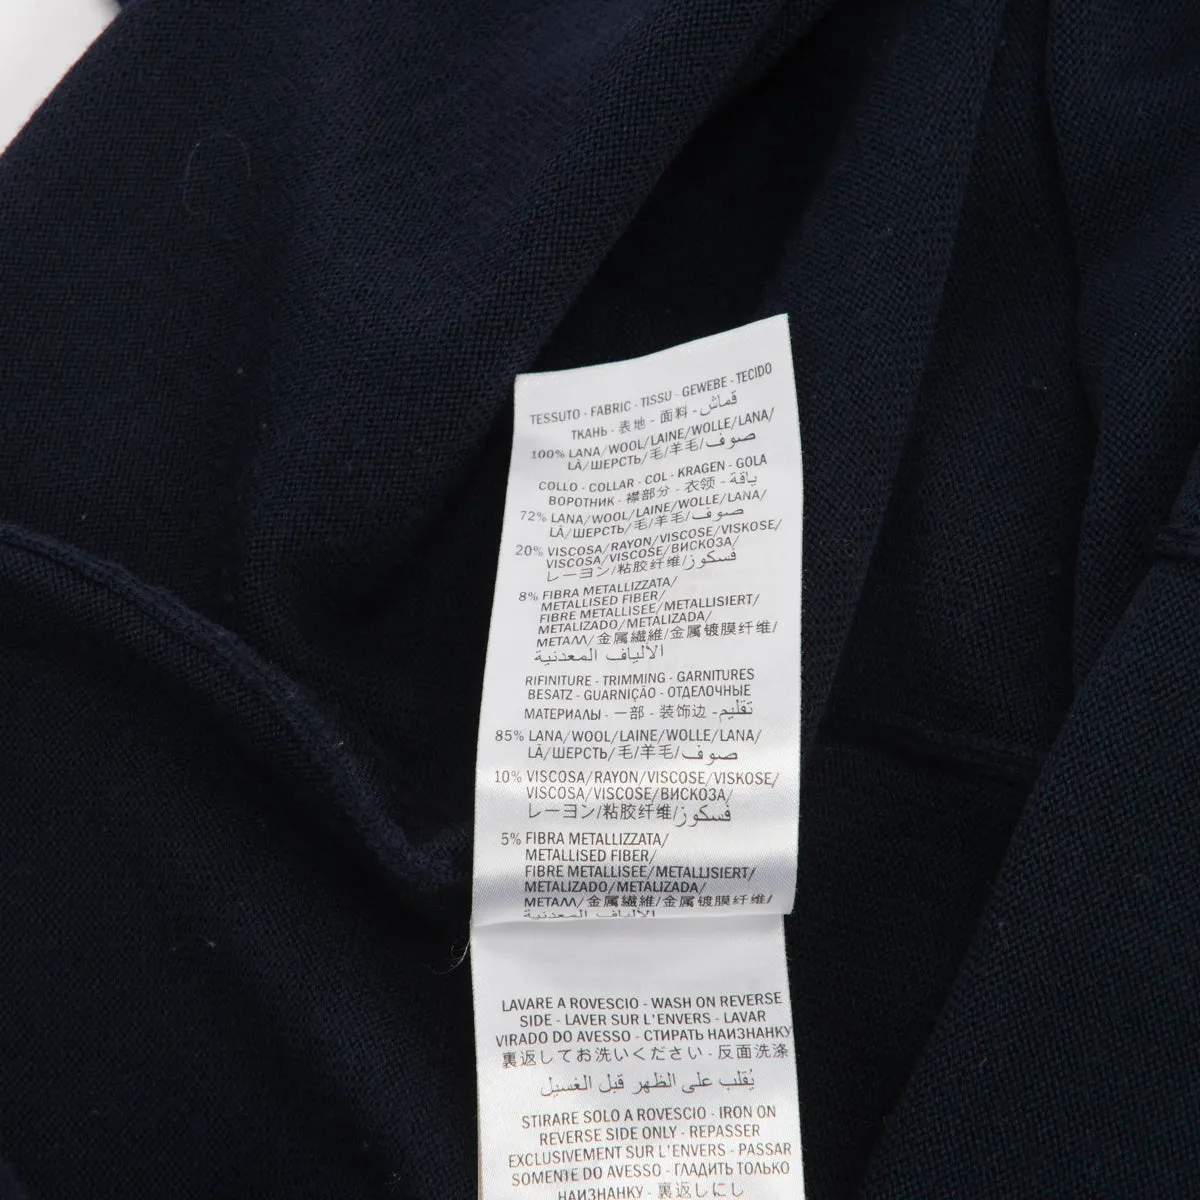 TESSUTO - FABRIC - TISSU - GEWEBE - TECIDO
ТКАНЬ - 表地 - 面料 - قماش
100% LANA/WOOL/LAINE/WOLLE/LANA/
LÃ/ШЕРСТЬ/毛/羊毛/صوف
COLLO - COLLAR - COL - KRAGEN - GOLA
ВОРОТНИК - 襟部分 - 衣领 - ياقة
72% LANA/WOOL/LAINE/WOLLE/LANA/
LÃ/ШЕРСТЬ/毛/羊毛/صوف
20% VISCOSA/RAYON/VISCOSE/VISKOSE/
VISCOSA/VISCOSE/ВИСКОЗА/
レーヨン/粘胶纤维/فسكوز
8% FIBRA METALLIZZATA/
METALLISED FIBER/
FIBRE METALLISEE/METALLISIERT/
METALIZADO/METALIZADA/
МЕТАЛЛ/金属繊維/金属镀膜纤维/
الألياف المعدنية
RIFINITURE - TRIMMING - GARNITURES
BESATZ - GUARNIÇÃO - ОТДЕЛОЧНЫЕ
МАТЕРИАЛЫ - 一部 - 装饰边 - تقليم
85% LANA/WOOL/LAINE/WOLLE/LANA/
LÃ/ШЕРСТЬ/毛/羊毛/صوف
10% VISCOSA/RAYON/VISCOSE/VISKOSE/
VISCOSA/VISCOSE/ВИСКОЗА/
レーヨン/粘胶纤维/فسكوز
5% FIBRA METALLIZZATA/
METALLISED FIBER/
FIBRE METALLISEE/METALLISIERT/
METALIZADO/METALIZADA/
МЕТАЛЛ/金属繊維/金属镀膜纤维/
الألياف المعدنية
LAVARE A ROVESCIO - WASH ON REVERSE
SIDE - LAVER SUR L'ENVERS - LAVAR
VIRADO DO AVESSO - СТИРАТЬ НАИЗНАНКУ
裏返してお洗いください - 反面洗涤
يُقلب على الظهر قبل الغسيل
STIRARE SOLO A ROVESCIO - IRON ON
REVERSE SIDE ONLY - REPASSER
EXCLUSIVEMENT SUR L'ENVERS - PASSAR
SOMENTE DO AVESSO - ГЛАДИТЬ ТОЛЬКО
НАИЗНАНКУ - 裏返しにし